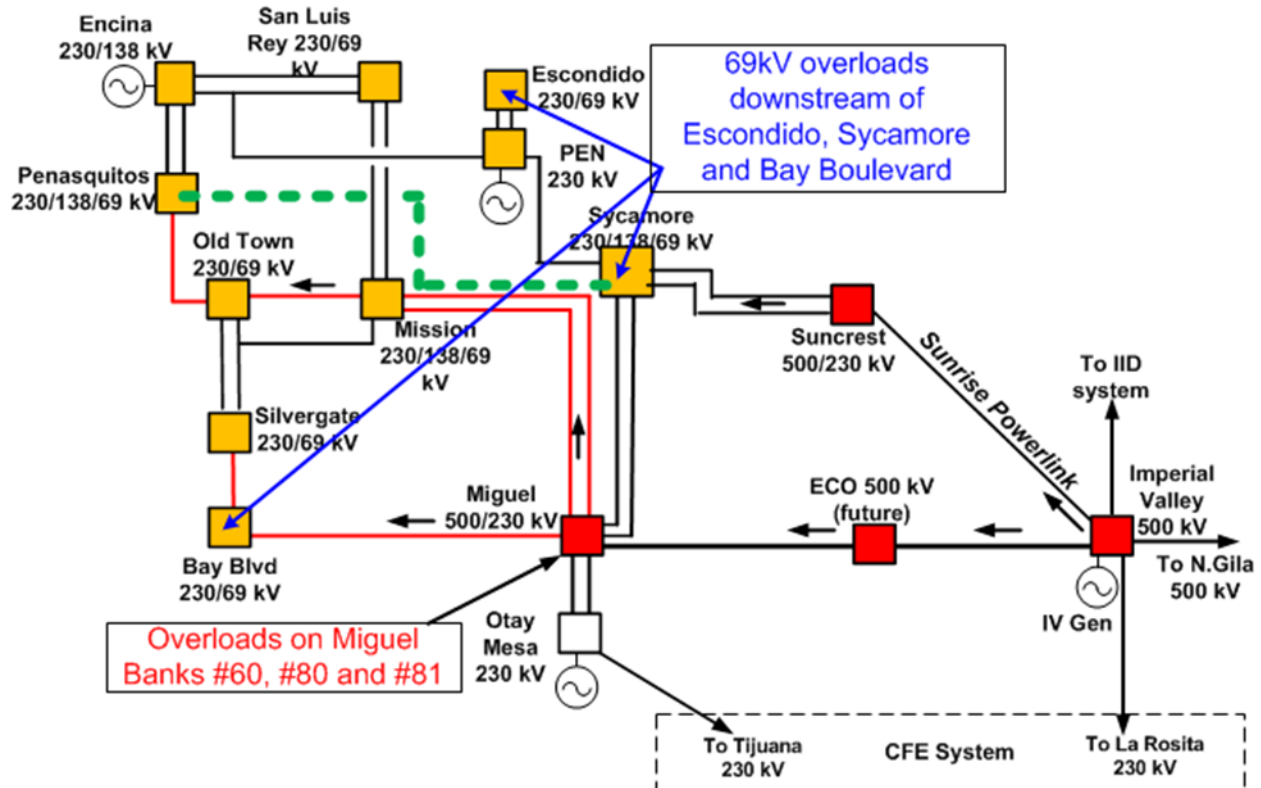 Encina
230/138 kV
San Luis
Rey 230/69
kV
Escondido
230/69 kV
69kV overloads
downstream of
Escondido, Sycamore
and Bay Boulevard
PEN
230 kV
Penasquitos
230/138/69 kV
Sycamore
230/138/69 kV
Old Town
230/69 kV
Mission
230/138/69
kV
Suncrest
500/230 kV
Sunrise Powerlink
To IID
system
Silvergate
230/69 kV
Miguel
500/230 kV
ECO 500 kV
(future)
Imperial
Valley
500 kV
To N.Gila
500 kV
Bay Blvd
230/69 kV
IV Gen
Overloads on Miguel
Banks #60, #80 and #81
Otay
Mesa
230 kV
To Tijuana
230 kV
CFE System
To La Rosita
230 kV